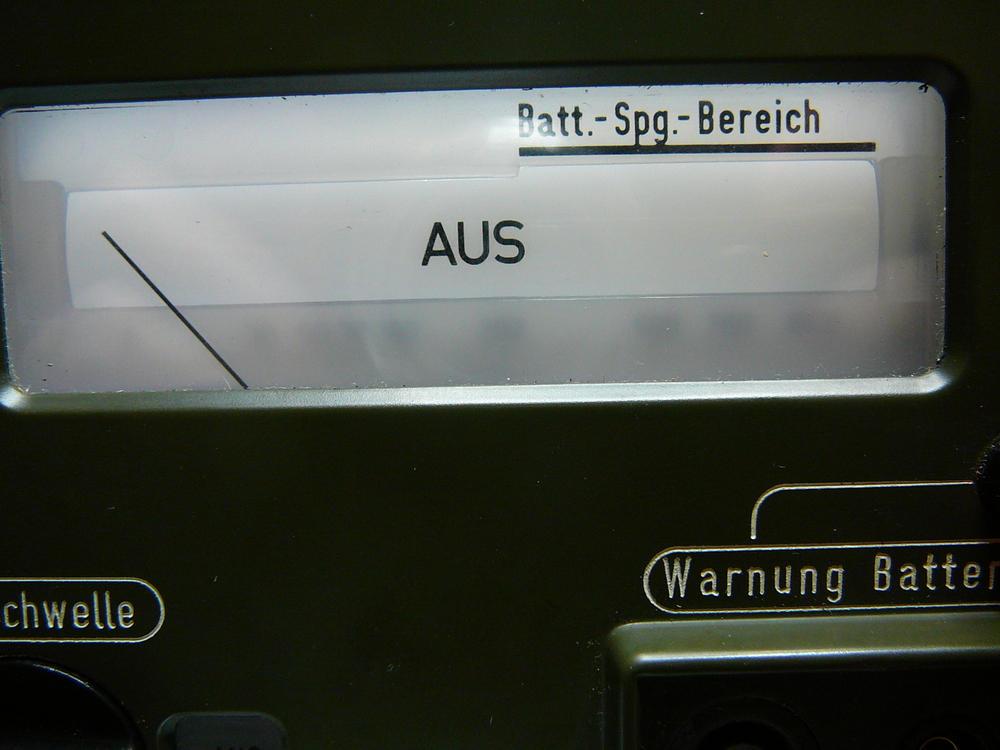 Batt.-Spg.-Bereich
AUS
chwelle
Warnung Batter